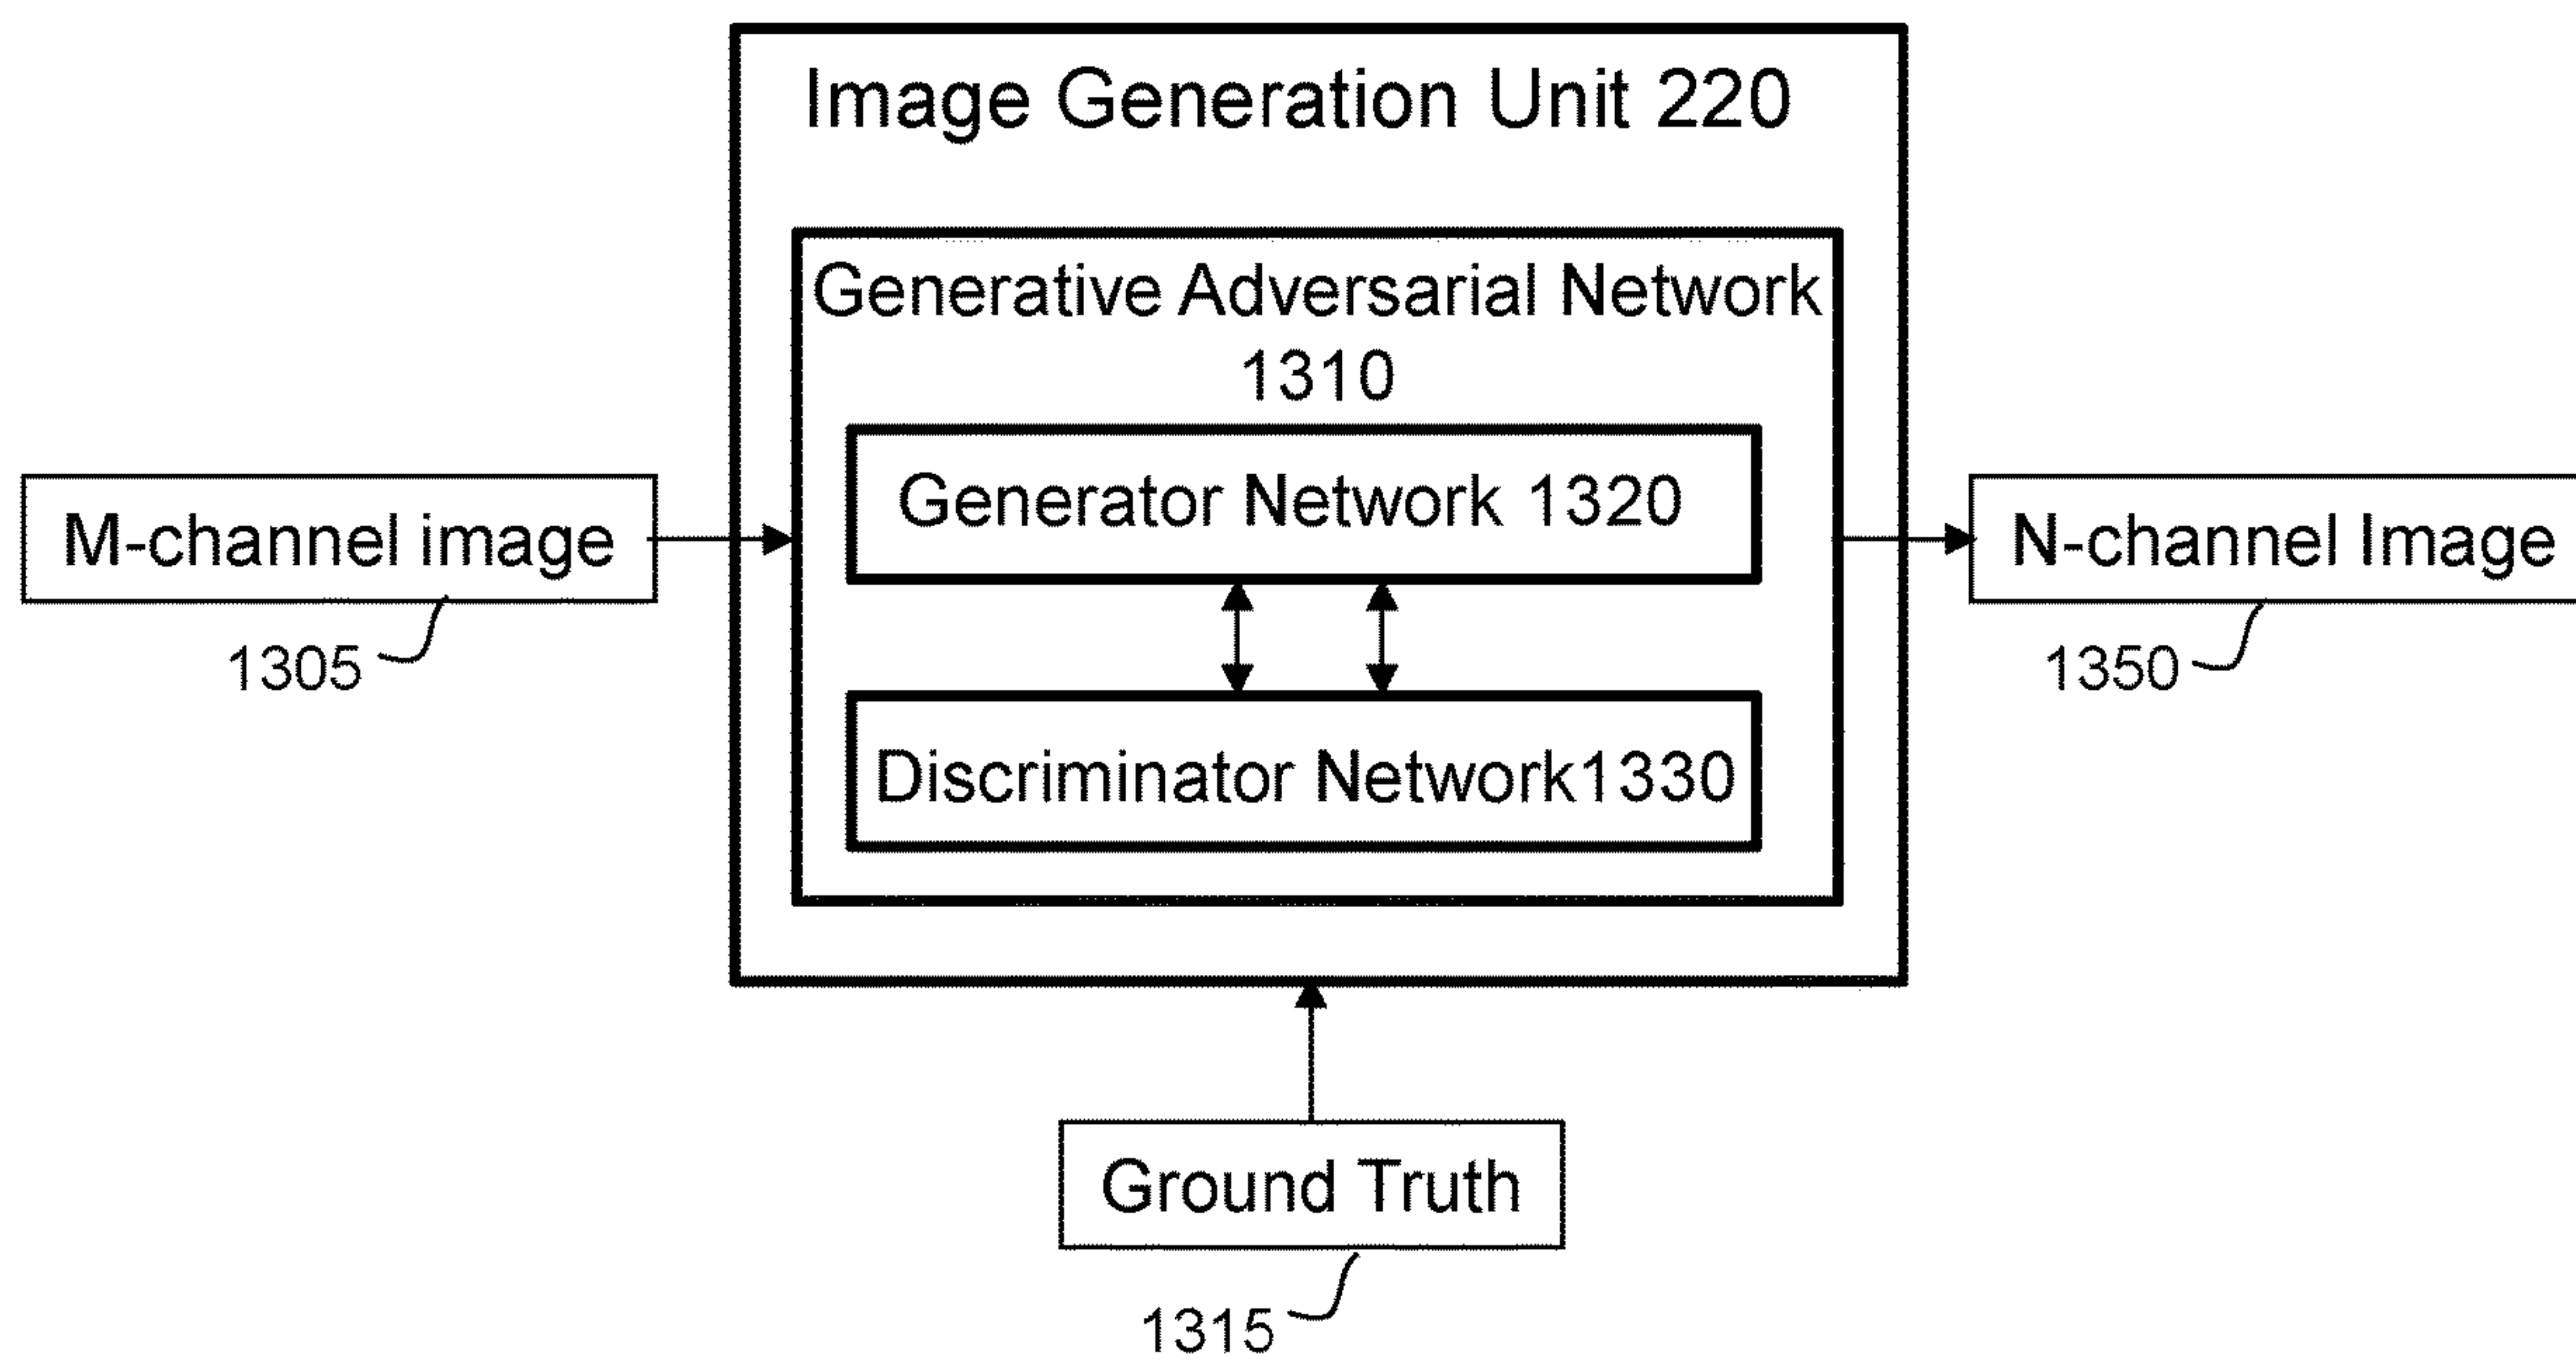 Image Generation Unit 220
Generative Adversarial Network
1310
Generator Network 1320
M-channel image
N-channel Image
1305
1350
Discriminator Network1330
Ground Truth
1315